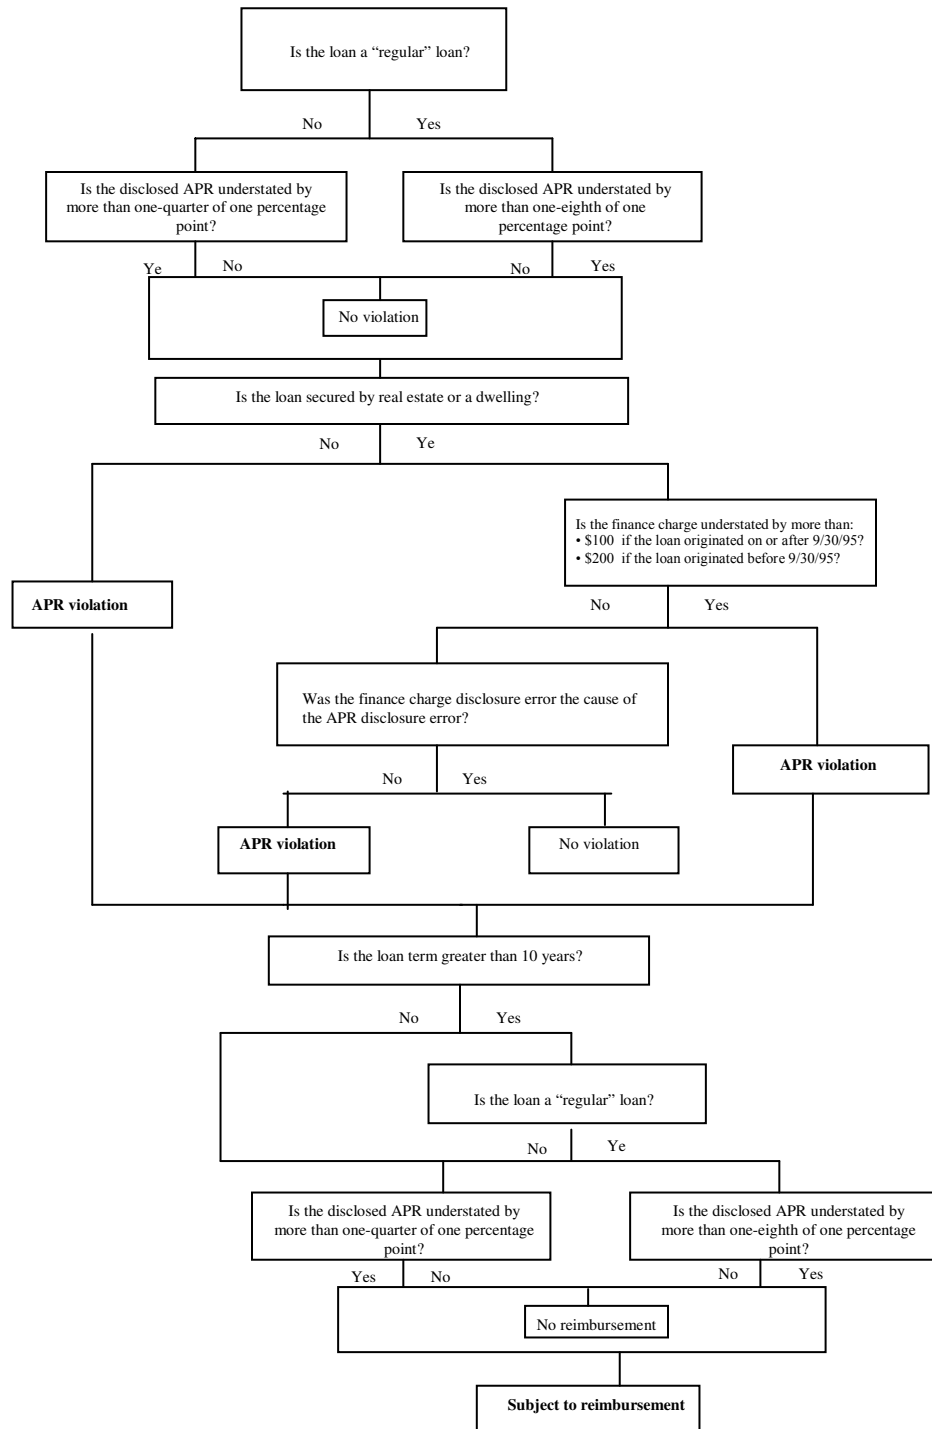 Is the loan a “regular” loan?
No
Yes
Is the disclosed APR understated by
more than one-quarter of one percentage
point?
Is the disclosed APR understated by
more than one-eighth of one
percentage point?
Ye
No
No
Yes
No violation
Is the loan secured by real estate or a dwelling?
No
Ye
Is the finance charge understated by more than:
• $100 if the loan originated on or after 9/30/95?
• $200 if the loan originated before 9/30/95?
APR violation
No
Yes
Was the finance charge disclosure error the cause of
the APR disclosure error?
APR violation
No
Yes
APR violation
No violation
Is the loan term greater than 10 years?
No
Yes
Is the loan a “regular” loan?
No
Ye
Is the disclosed APR understated by
more than one-quarter of one percentage
point?
Is the disclosed APR understated by
more than one-eighth of one percentage
point?
Yes
No
No
Yes
No reimbursement
Subject to reimbursement